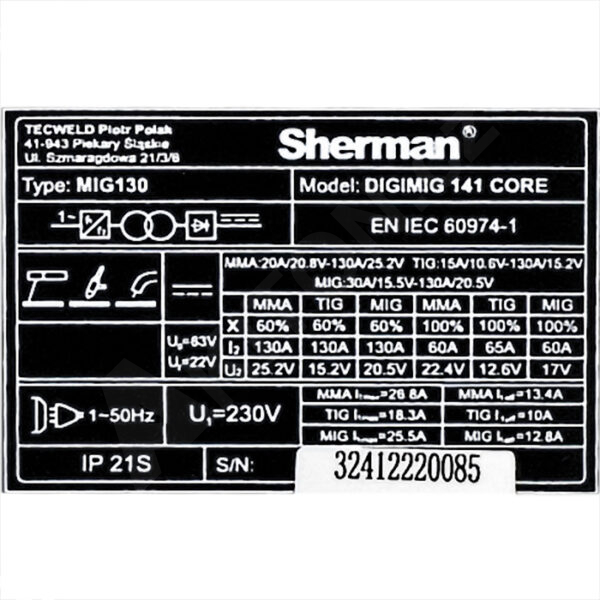 TECWELD Piotr Polak
41-943 Piekary Śląskie
Ul. Szmaragdowa 21/3/6
Sherman®
Type: MIG130
Model: DIGIMIG 141 CORE
1~ f₁ f₂
EN IEC 60974-1
MMA:20A/20.8V-130A/25.2V TIG:15A/10.6V-130A/15.2V
MIG:30A/15.5V-130A/20.5V
MMA TIG MIG MMA TIG MIG
X 60% 60% 60% 100% 100% 100%
U₀=63V
I₂ 130A 130A 130A 60A 65A 60A
Uᵣ=22V
U₂ 25.2V 15.2V 20.5V 22.4V 12.6V 17V
1~50Hz
U₁=230V
MMA I₁ₘₐₓ=26.8A I₁eff=13.4A
TIG I₁ₘₐₓ=18.3A I₁eff=10A
MIG I₁ₘₐₓ=25.5A I₁eff=12.8A
IP 21S
S/N:
32412220085